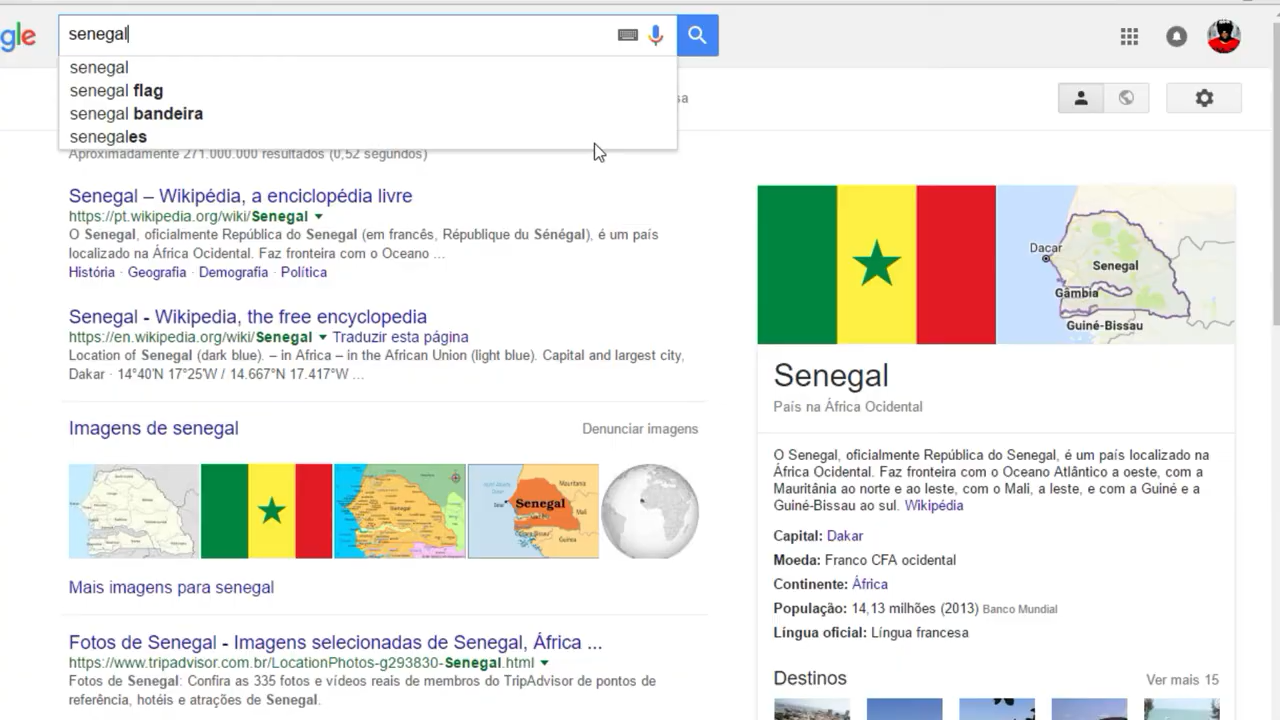 gle
senegal
senegal
senegal flag
senegal bandeira
senegales
sa
Aproximadamente 271.000.000 resultados (0,52 segundos)
Senegal – Wikipédia, a enciclopédia livre
https://pt.wikipedia.org/wiki/Senegal
O Senegal, oficialmente República do Senegal (em francês, République du Sénégal), é um país
localizado na África Ocidental. Faz fronteira com o Oceano ...
História · Geografia · Demografia · Política
Senegal - Wikipedia, the free encyclopedia
https://en.wikipedia.org/wiki/Senegal Traduzir esta página
Location of Senegal (dark blue). – in Africa – in the African Union (light blue). Capital and largest city,
Dakar · 14°40′N 17°25′W / 14.667°N 17.417°W ...
Imagens de senegal
Denunciar imagens
Senegal
Mauritana
Senegal
Mali
Guinea
Mais imagens para senegal
Fotos de Senegal - Imagens selecionadas de Senegal, África ...
https://www.tripadvisor.com.br/LocationPhotos-g293830-Senegal.html
Fotos de Senegal: Confira as 335 fotos e vídeos reais de membros do TripAdvisor de pontos de
referência, hotéis e atrações de Senegal.
Dacar
Senegal
Gâmbia
Guiné-Bissau
Senegal
País na África Ocidental
O Senegal, oficialmente República do Senegal, é um país localizado na
África Ocidental. Faz fronteira com o Oceano Atlântico a oeste, com a
Mauritânia ao norte e ao leste, com o Mali, a leste, e com a Guiné e a
Guiné-Bissau ao sul. Wikipédia
Capital: Dakar
Moeda: Franco CFA ocidental
Continente: África
População: 14,13 milhões (2013) Banco Mundial
Língua oficial: Língua francesa
Destinos
Ver mais 15